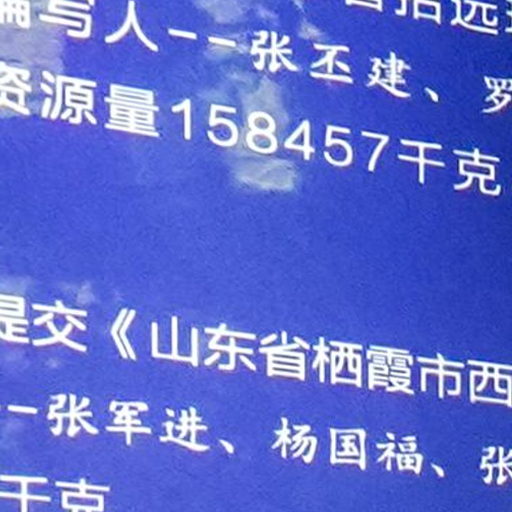 编写人--张丕建、罗
资源量158457千克
提交《山东省栖霞市西
--张军进、杨国福、张
千克